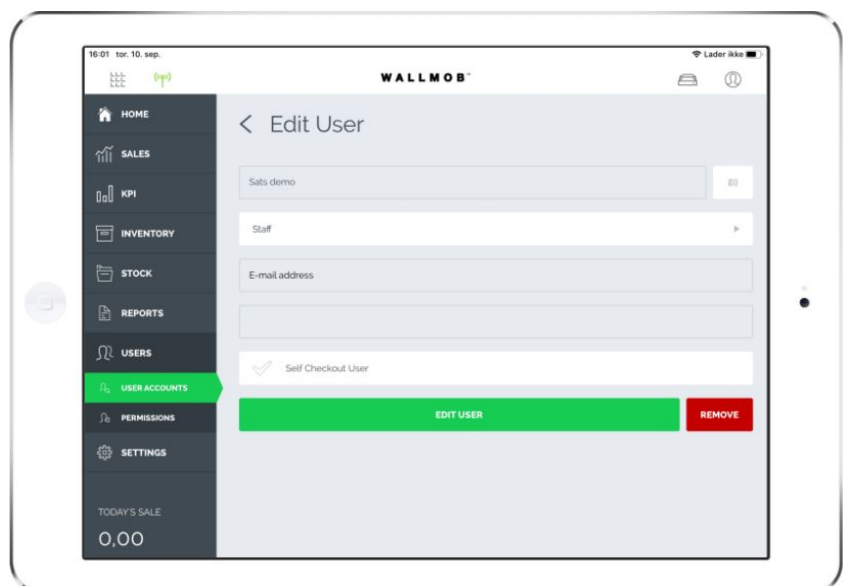 16:01 tor. 10. sep.
Lader ikke
WALLMOB
HOME
SALES
KPI
INVENTORY
STOCK
REPORTS
USERS
USER ACCOUNTS
PERMISSIONS
SETTINGS
TODAY'S SALE
0,00
Edit User
Sats demo
Staff
E-mail address
Self Checkout User
EDIT USER
REMOVE